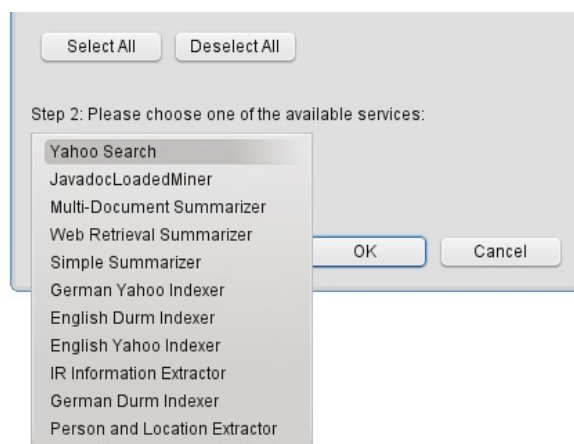 Select All Deselect All
Step 2: Please choose one of the available services:
Yahoo Search
JavadocLoadedMiner
Multi-Document Summarizer
Web Retrieval Summarizer
Simple Summarizer
German Yahoo Indexer
English Durm Indexer
English Yahoo Indexer
IR Information Extractor
German Durm Indexer
Person and Location Extractor
OK Cancel